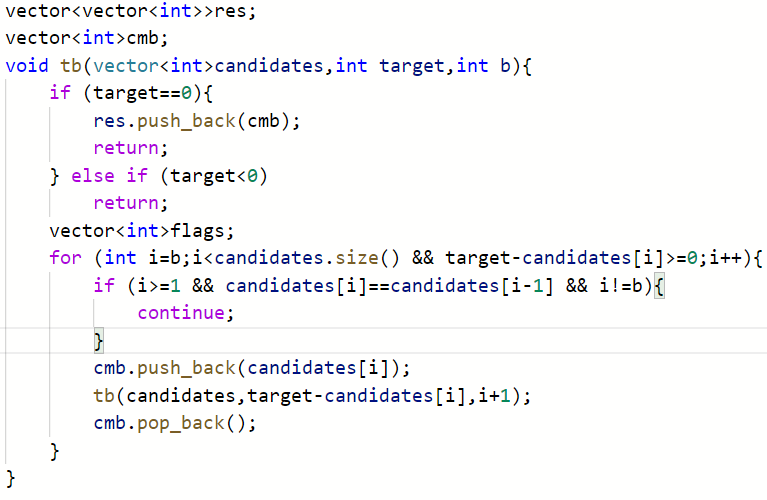 vector<vector<int>>res;
vector<int>cmb;
void tb(vector<int>candidates,int target,int b){
    if (target==0){
        res.push_back(cmb);
        return;
    } else if (target<0)
        return;
    vector<int>flags;
    for (int i=b;i<candidates.size() && target-candidates[i]>=0;i++){
        if (i>=1 && candidates[i]==candidates[i-1] && i!=b){
            continue;
        }
        cmb.push_back(candidates[i]);
        tb(candidates,target-candidates[i],i+1);
        cmb.pop_back();
    }
}